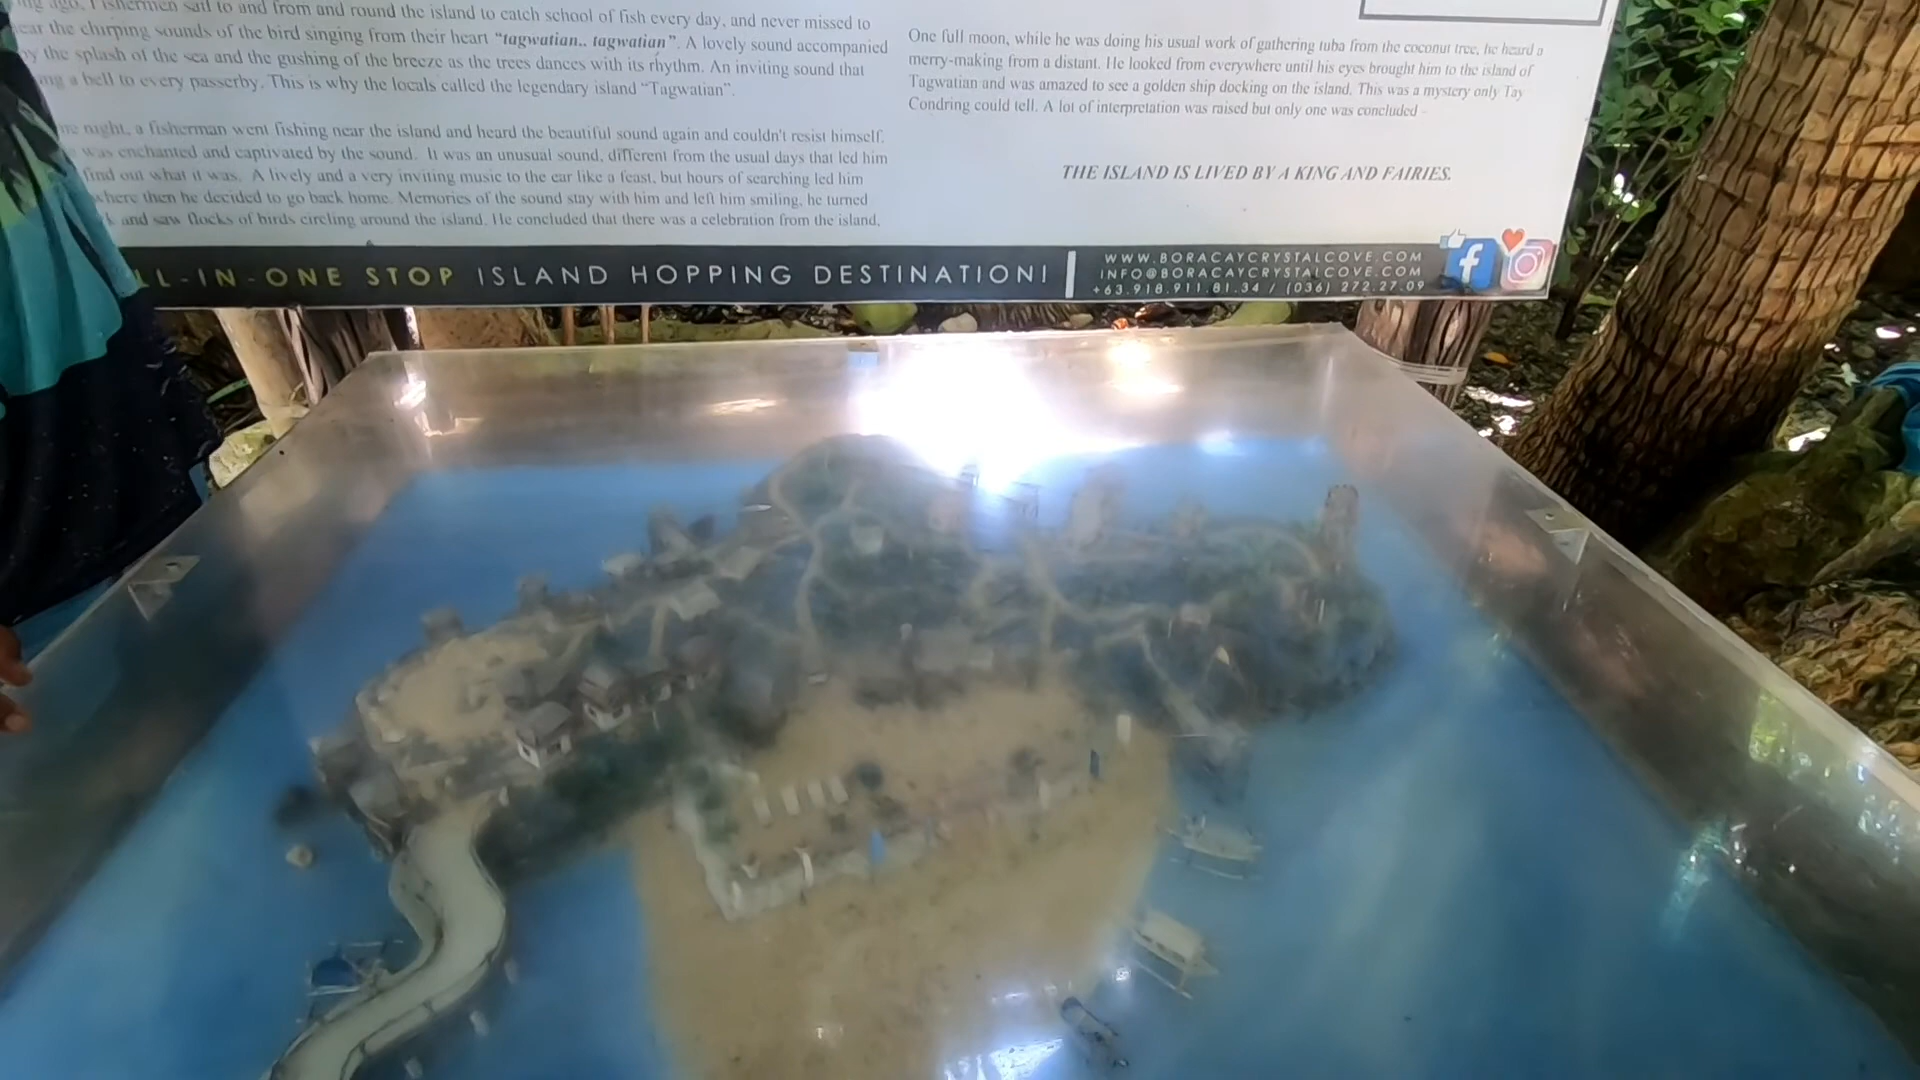 ago, Fishermen sail to and from and round the island to catch school of fish every day, and never missed to
the chirping sounds of the bird singing from their heart "tagwatian.. tagwatian". A lovely sound accompanied
the splash of the sea and the gushing of the breeze as the trees dances with its rhythm. An inviting sound that
a bell to every passerby. This is why the locals called the legendary island "Tagwatian".
night, a fisherman went fishing near the island and heard the beautiful sound again and couldn't resist himself.
was enchanted and captivated by the sound. It was an unusual sound, different from the usual days that led him
find out what it was. A lively and a very inviting music to the ear like a feast, but hours of searching led him
where then he decided to go back home. Memories of the sound stay with him and left him smiling, he turned
and saw flocks of birds circling around the island. He concluded that there was a celebration from the island,
One full moon, while he was doing his usual work of gathering tuba from the coconut tree, he heard a
merry-making from a distant. He looked from everywhere until his eyes brought him to the island of
Tagwatian and was amazed to see a golden ship docking on the island. This was a mystery only Tay
Condring could tell. A lot of interpretation was raised but only one was concluded -
THE ISLAND IS LIVED BY A KING AND FAIRIES.
LL-IN-ONE STOP ISLAND HOPPING DESTINATION!
WWW.BORACAYCRYSTALCOVE.COM
INFO@BORACAYCRYSTALCOVE.COM
+63.918.911.81.34 / (036) 272.27.09